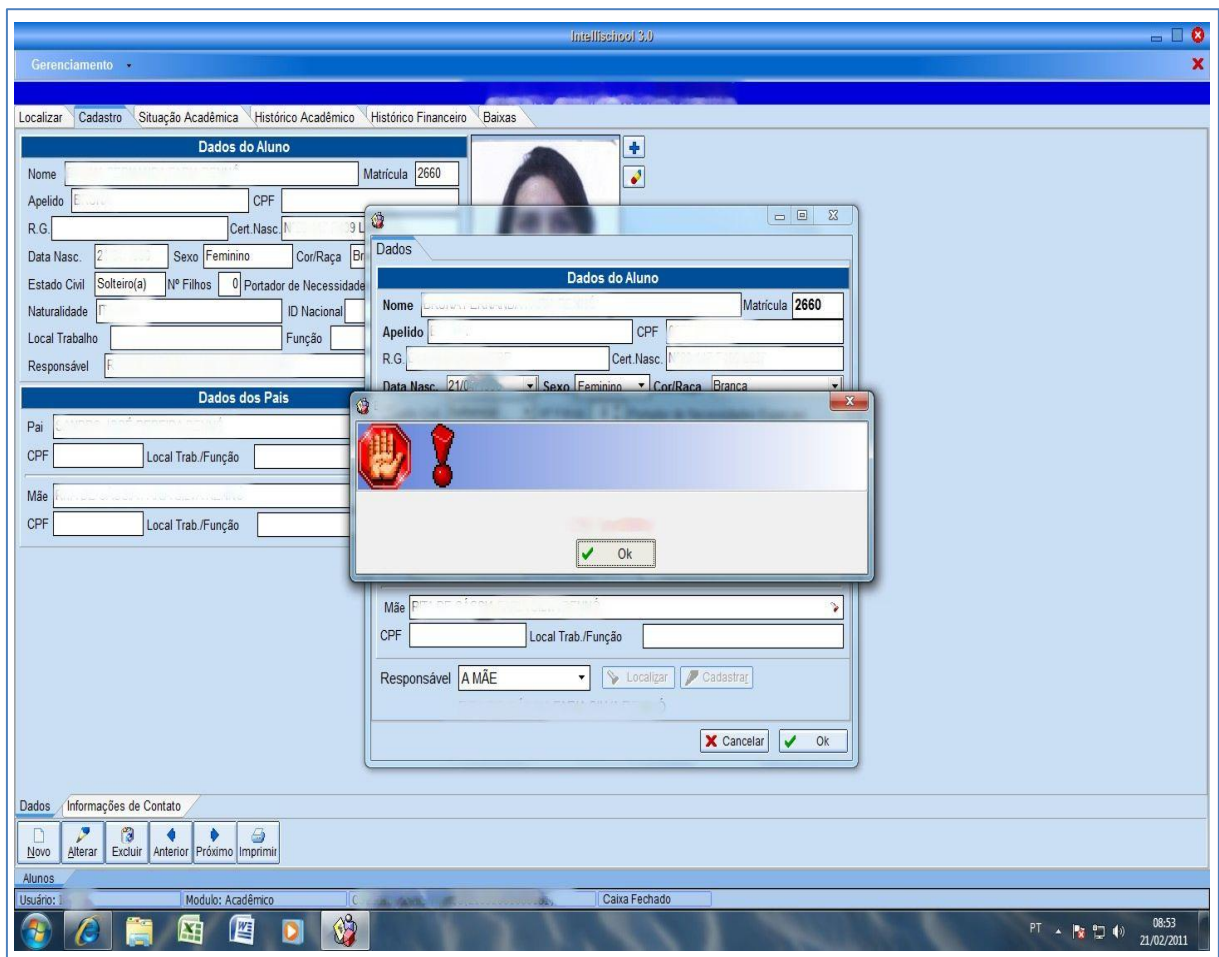 Intellischool 3.0
Gerenciamento
Localizar Cadastro Situação Acadêmica Histórico Acadêmico Histórico Financeiro Baixas
Dados do Aluno
Nome Matrícula 2660
Apelido CPF
R.G. Cert.Nasc.
Data Nasc. Sexo Feminino Cor/Raça
Estado Civil Solteiro(a) Nº Filhos 0 Portador de Necessidade
Naturalidade ID Nacional
Local Trabalho Função
Responsável
Dados dos Pais
Pai
CPF Local Trab./Função
Mãe
CPF Local Trab./Função
Dados
Dados do Aluno
Nome Matrícula 2660
Apelido CPF
R.G. Cert.Nasc.
Data Nasc. Sexo Feminino Cor/Raça Branca
Ok
Mãe
CPF Local Trab./Função
Responsável A MÃE Localizar Cadastrar
Cancelar Ok
Dados Informações de Contato
Novo Alterar Excluir Anterior Próximo Imprimir
Alunos
Usuário: Modulo: Acadêmico Caixa Fechado
PT 08:53
21/02/2011